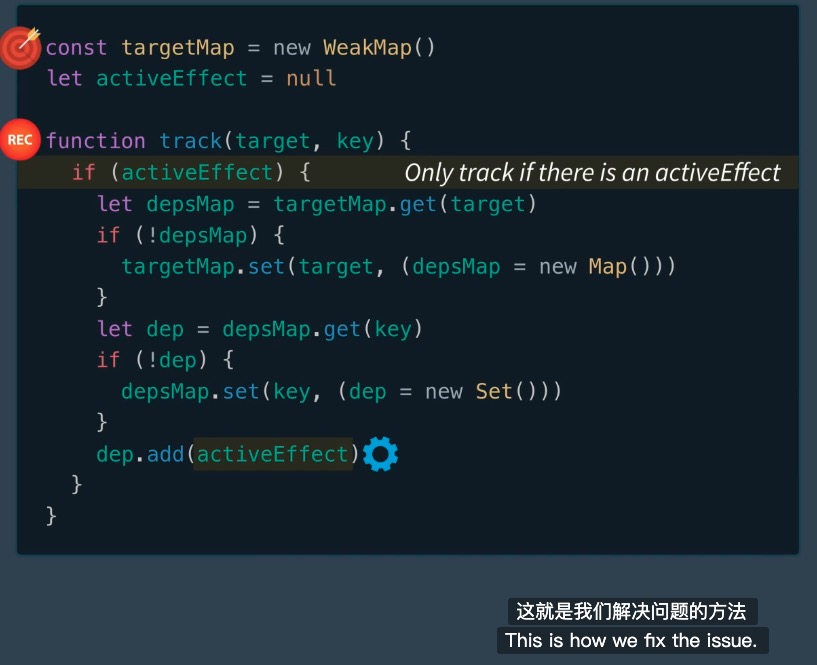 const targetMap = new WeakMap()
let activeEffect = null
REC
function track(target, key) {
if (activeEffect) { Only track if there is an activeEffect
let depsMap = targetMap.get(target)
if (!depsMap) {
targetMap.set(target, (depsMap = new Map()))
}
let dep = depsMap.get(key)
if (!dep) {
depsMap.set(key, (dep = new Set()))
}
dep.add(activeEffect)
}
}
这就是我们解决问题的方法
This is how we fix the issue.